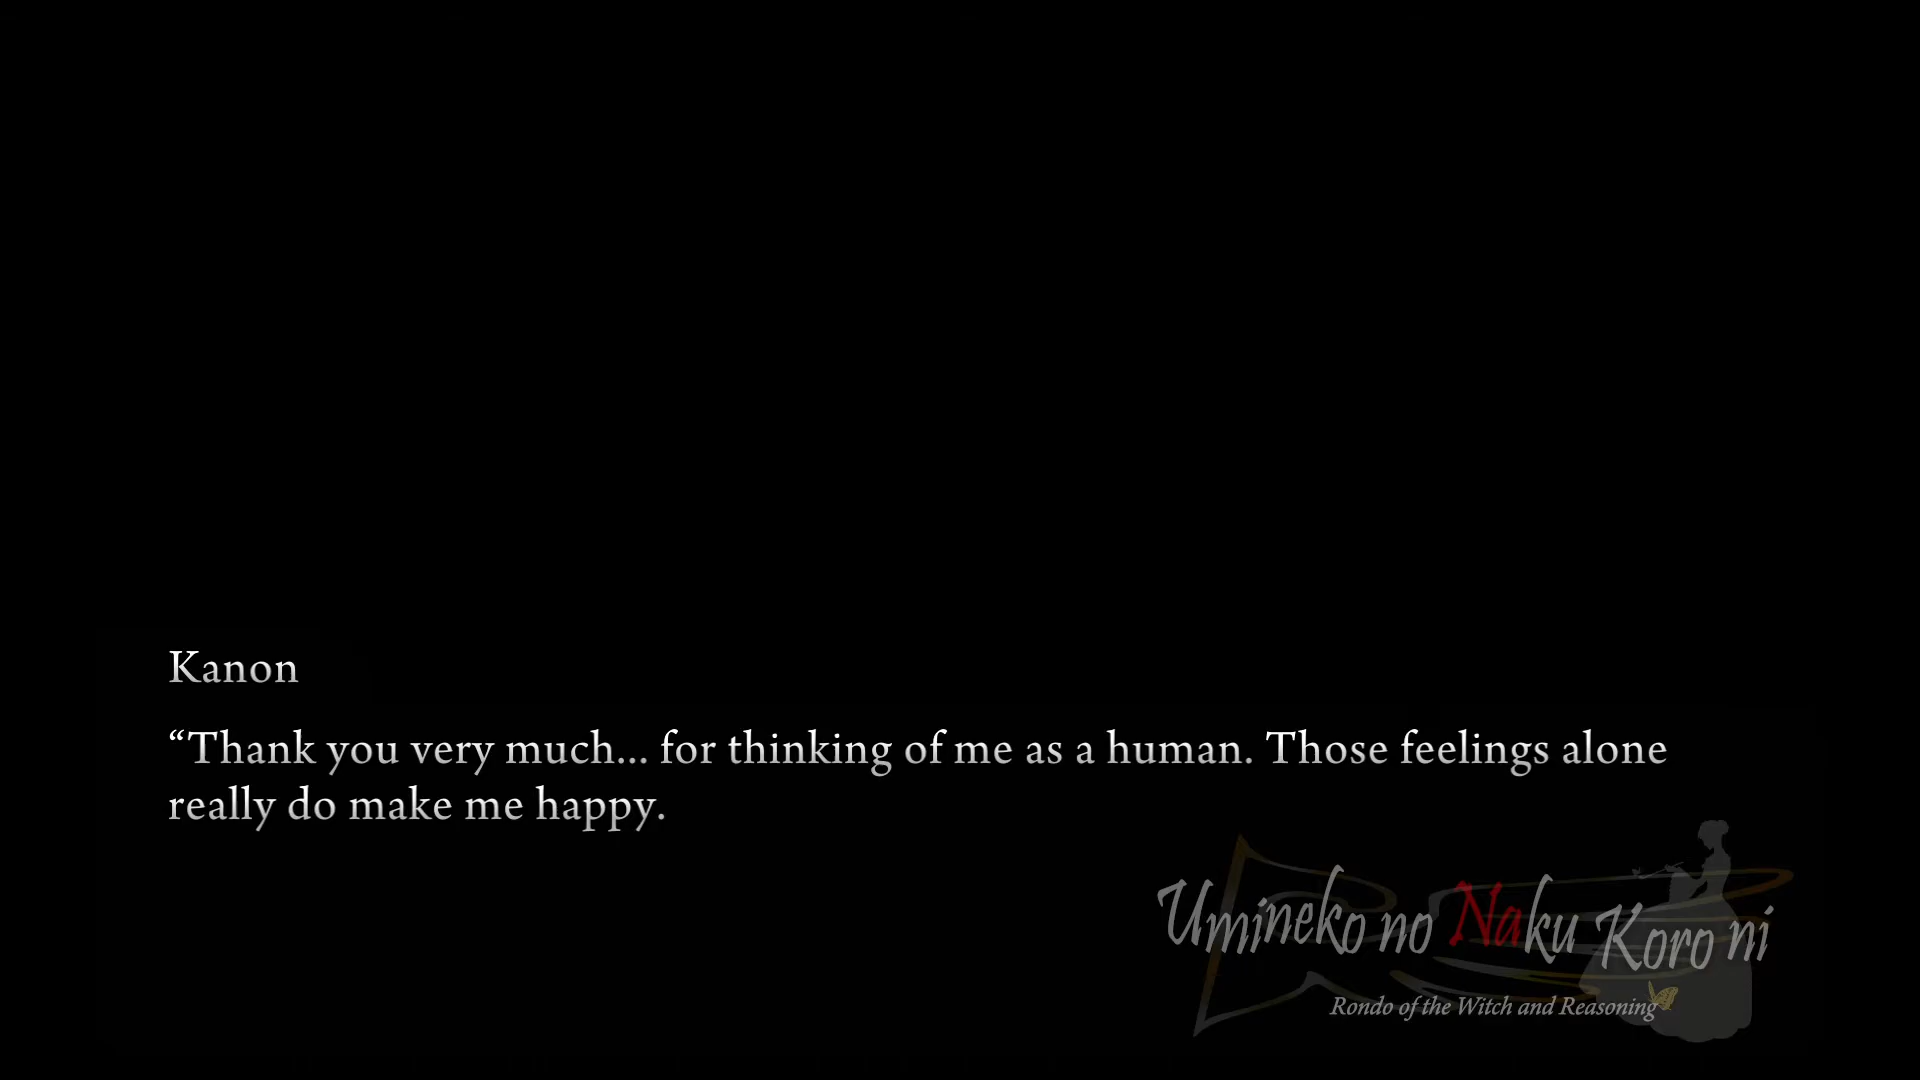 Kanon
“Thank you very much... for thinking of me as a human. Those feelings alone
really do make me happy.
Umineko no Naku Koro ni
Rondo of the Witch and Reasoning